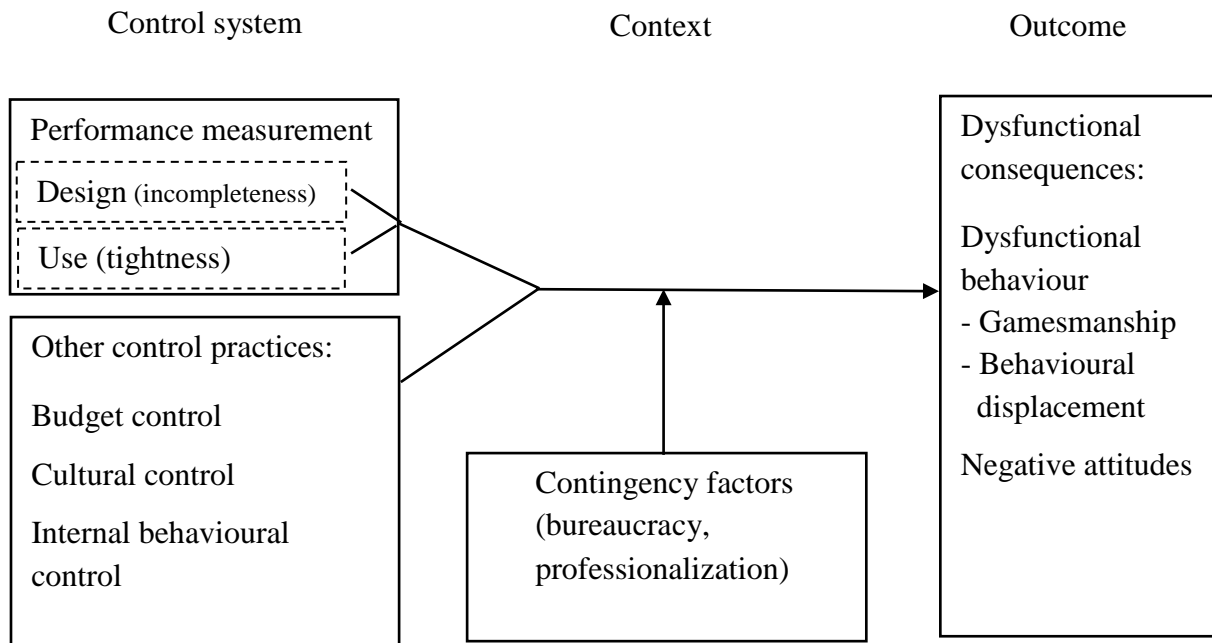 Control system
Context
Outcome
Performance measurement
Design (incompleteness)
Use (tightness)
Other control practices:
Budget control
Cultural control
Internal behavioural
control
Contingency factors
(bureaucracy,
professionalization)
Dysfunctional
consequences:
Dysfunctional
behaviour
- Gamesmanship
- Behavioural
displacement
Negative attitudes